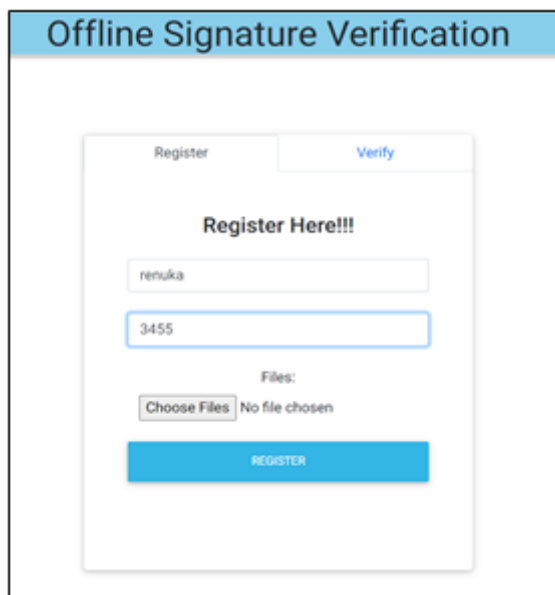 Offline Signature Verification
Register Verify
Register Here!!!
renuka
3455
Files:
Choose Files No file chosen
REGISTER